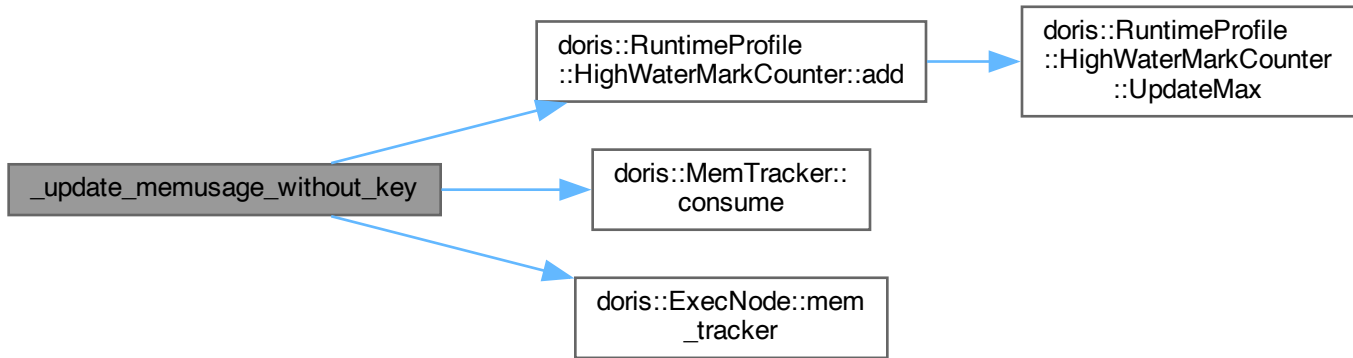 _update_memusage_without_key
doris::RuntimeProfile
::HighWaterMarkCounter::add
doris::RuntimeProfile
::HighWaterMarkCounter
::UpdateMax
doris::MemTracker::
consume
doris::ExecNode::mem
_tracker